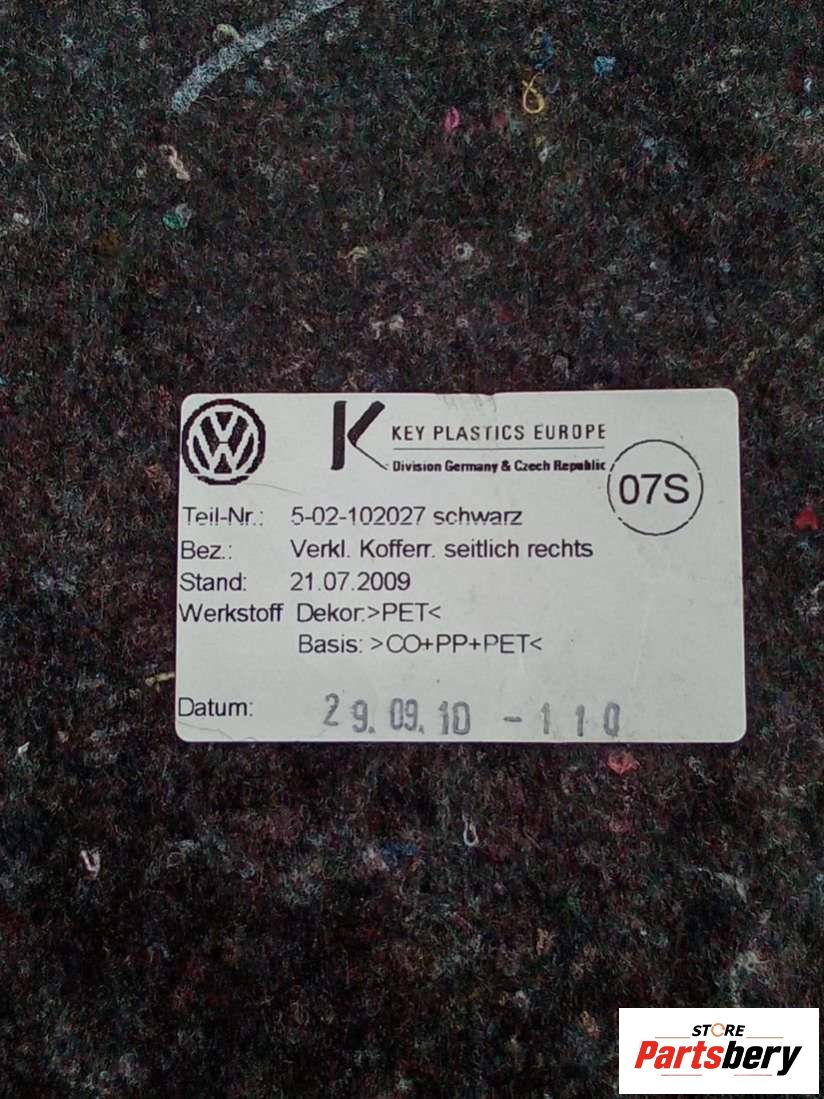 KEY PLASTICS EUROPE
Division Germany & Czech Republic
07S
Teil-Nr.: 5-02-102027 schwarz
Bez.: Verkl. Kofferr. seitlich rechts
Stand: 21.07.2009
Werkstoff Dekor:>PET<
Basis: >CO+PP+PET<
Datum: 29.09.10 -110
STORE
Partsbery